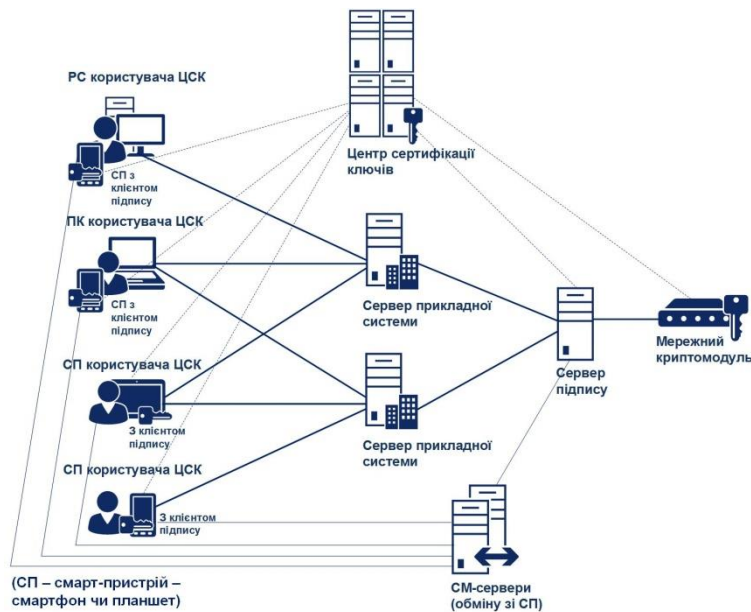 РС користувача ЦСК
СП з
клієнтом
підпису
Центр сертифікації
ключів
ПК користувача ЦСК
СП з
клієнтом
підпису
Сервер прикладної
системи
Мережний
криптомодуль
Сервер
підпису
СП користувача ЦСК
З клієнтом
підпису
Сервер прикладної
системи
СП користувача ЦСК
З клієнтом
підпису
(СП – смарт-пристрій –
смартфон чи планшет)
СМ-сервери
(обміну зі СП)